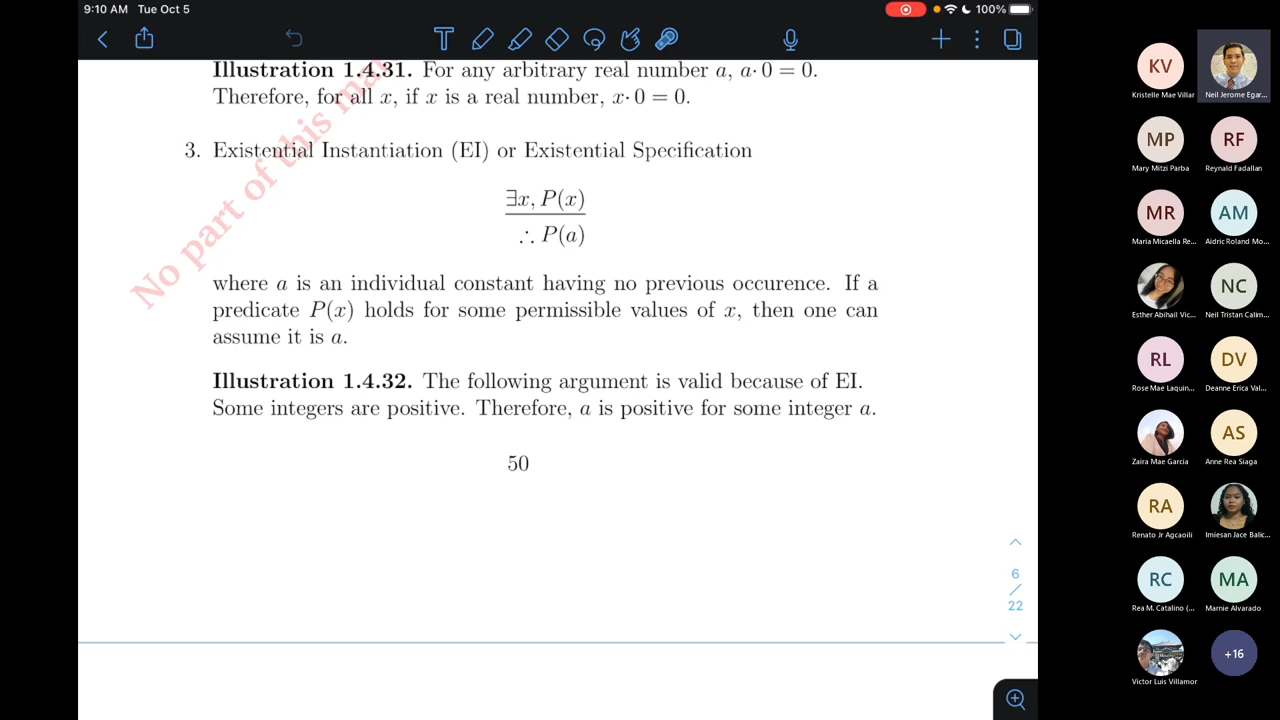 9:10 AM Tue Oct 5
100%
Illustration 1.4.31. For any arbitrary real number a, a·0 = 0.
Therefore, for all x, if x is a real number, x·0 = 0.
3. Existential Instantiation (EI) or Existential Specification
∃x, P(x)
∴ P(a)
where a is an individual constant having no previous occurence. If a
predicate P(x) holds for some permissible values of x, then one can
assume it is a.
Illustration 1.4.32. The following argument is valid because of EI.
Some integers are positive. Therefore, a is positive for some integer a.
50
No part of this ma
6
/
22
KV
Kristelle Mae Villar
Neil Jerome Egar...
MP
RF
Mary Mitzi Parba
Reynald Fadallan
MR
AM
Maria Micaella Re...
Aidric Roland Mo...
NC
Esther Abihail Vic...
Neil Tristan Calim...
RL
DV
Rose Mae Laquin...
Deanne Erica Val...
AS
Zaira Mae Garcia
Anne Rea Siaga
RA
Renato Jr Agcaoili
Imiesan Jace Balic...
RC
MA
Rea M. Catalino (...
Marnie Alvarado
+16
Victor Luis Villamor